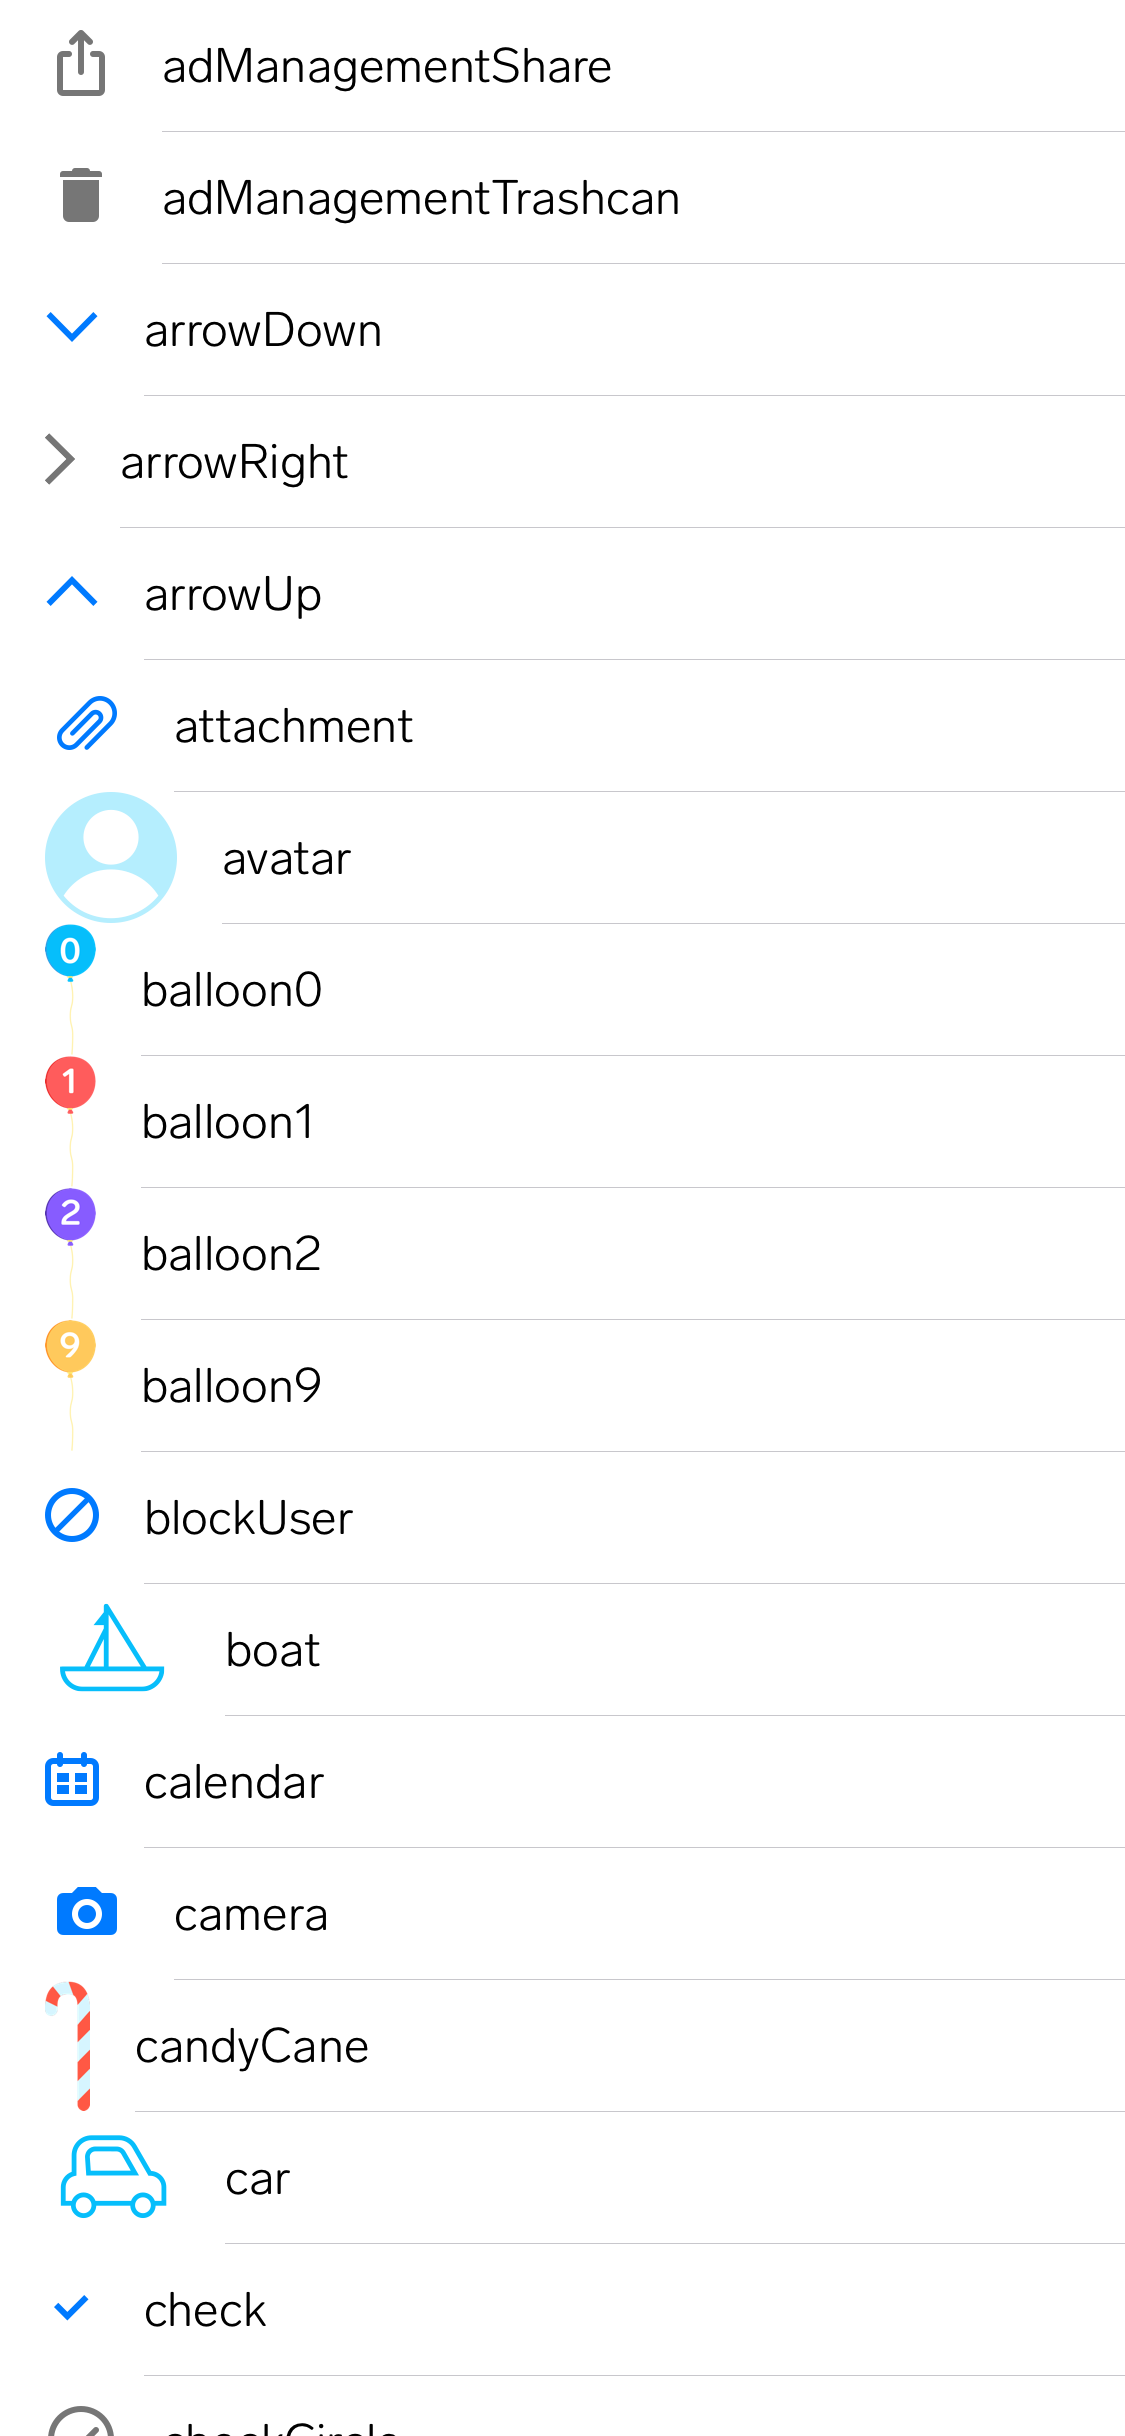 adManagementShare
adManagementTrashcan
arrowDown
arrowRight
arrowUp
attachment
avatar
0
balloon0
1
balloon1
2
balloon2
9
balloon9
blockUser
boat
calendar
camera
candyCane
car
check
checkCircle